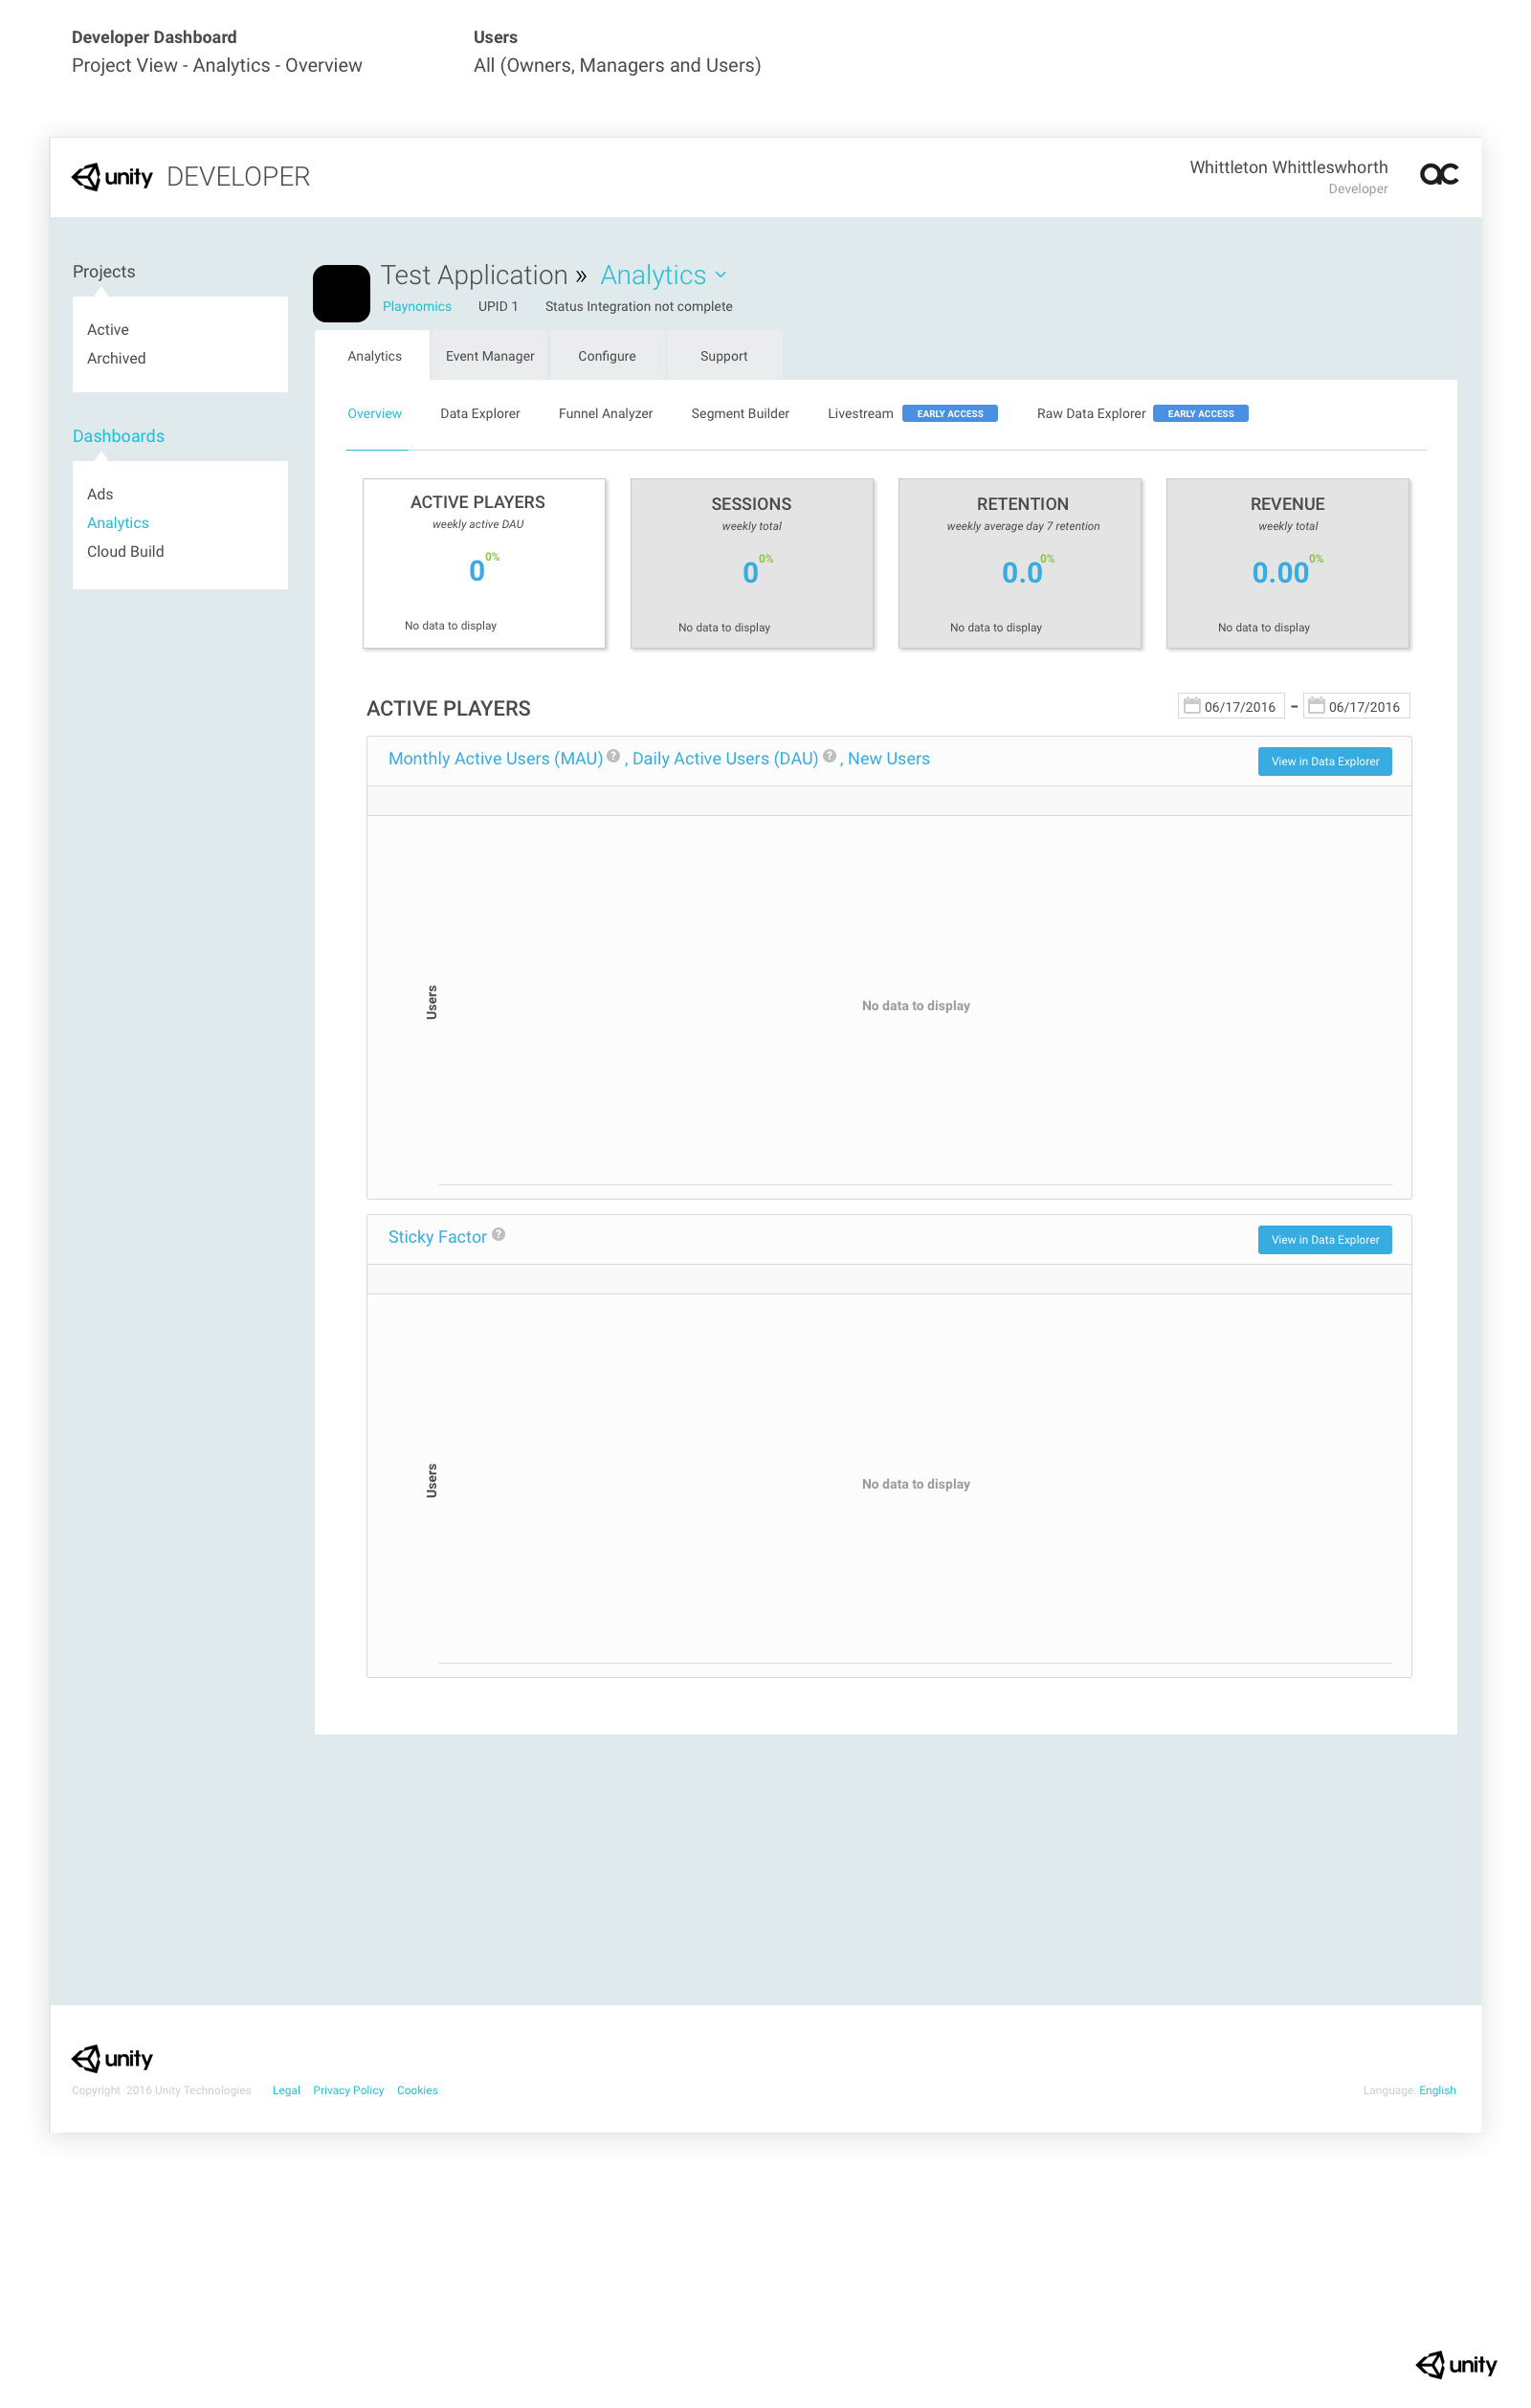 Developer Dashboard
Project View - Analytics - Overview
Users
All (Owners, Managers and Users)
unity DEVELOPER
Whittleton Whittleswhorth
Developer
ac
Projects
Active
Archived
Dashboards
Ads
Analytics
Cloud Build
Test Application » Analytics
Playnomics UPID 1 Status Integration not complete
Analytics Event Manager Configure Support
Overview Data Explorer Funnel Analyzer Segment Builder Livestream EARLY ACCESS Raw Data Explorer EARLY ACCESS
ACTIVE PLAYERS
weekly active DAU
0 0%
No data to display
SESSIONS
weekly total
0 0%
No data to display
RETENTION
weekly average day 7 retention
0.0 0%
No data to display
REVENUE
weekly total
0.00 0%
No data to display
ACTIVE PLAYERS
06/17/2016 - 06/17/2016
Monthly Active Users (MAU) ? , Daily Active Users (DAU) ? , New Users
View in Data Explorer
Users
No data to display
Sticky Factor ?
View in Data Explorer
Users
No data to display
unity
Copyright 2016 Unity Technologies Legal Privacy Policy Cookies
Language: English
unity